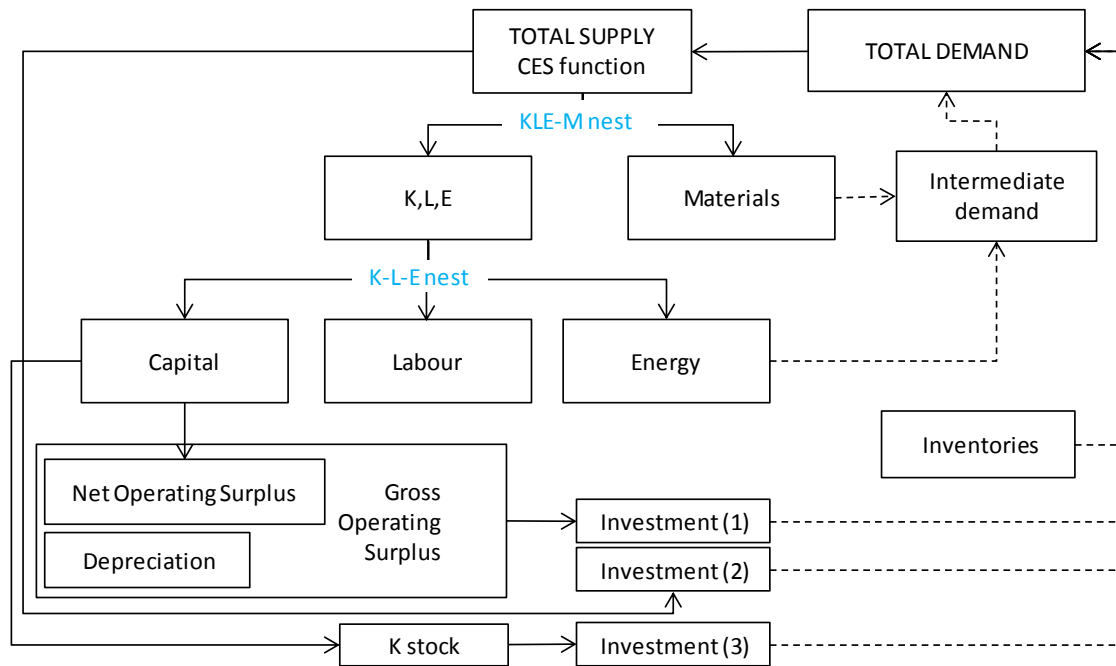 TOTAL SUPPLY
CES function
TOTAL DEMAND
KLE-M nest
K,L,E
Materials
Intermediate
demand
K-L-E nest
Capital
Labour
Energy
Inventories
Net Operating Surplus
Gross
Operating
Surplus
Depreciation
Investment (1)
Investment (2)
K stock
Investment (3)